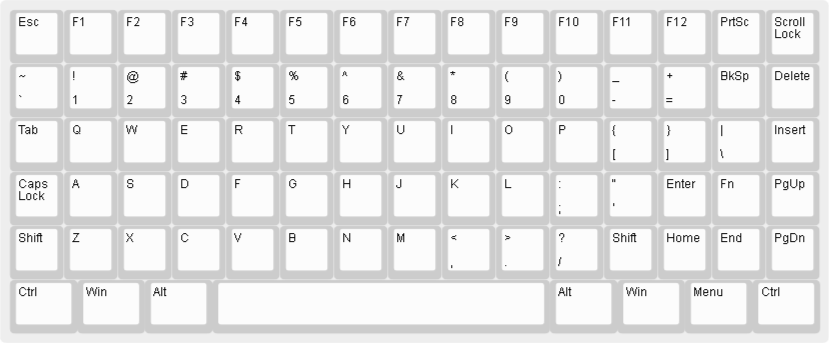 Esc F1 F2 F3 F4 F5 F6 F7 F8 F9 F10 F11 F12 PrtSc Scroll
Lock
~ ! @ # $ % ^ & * ( ) _ + BkSp Delete
` 1 2 3 4 5 6 7 8 9 0 - =
Tab Q W E R T Y U I O P { } | Insert
[ ] \
Caps A S D F G H J K L : " Enter Fn PgUp
Lock ; '
Shift Z X C V B N M < > ? Shift Home End PgDn
, . /
Ctrl Win Alt Alt Win Menu Ctrl